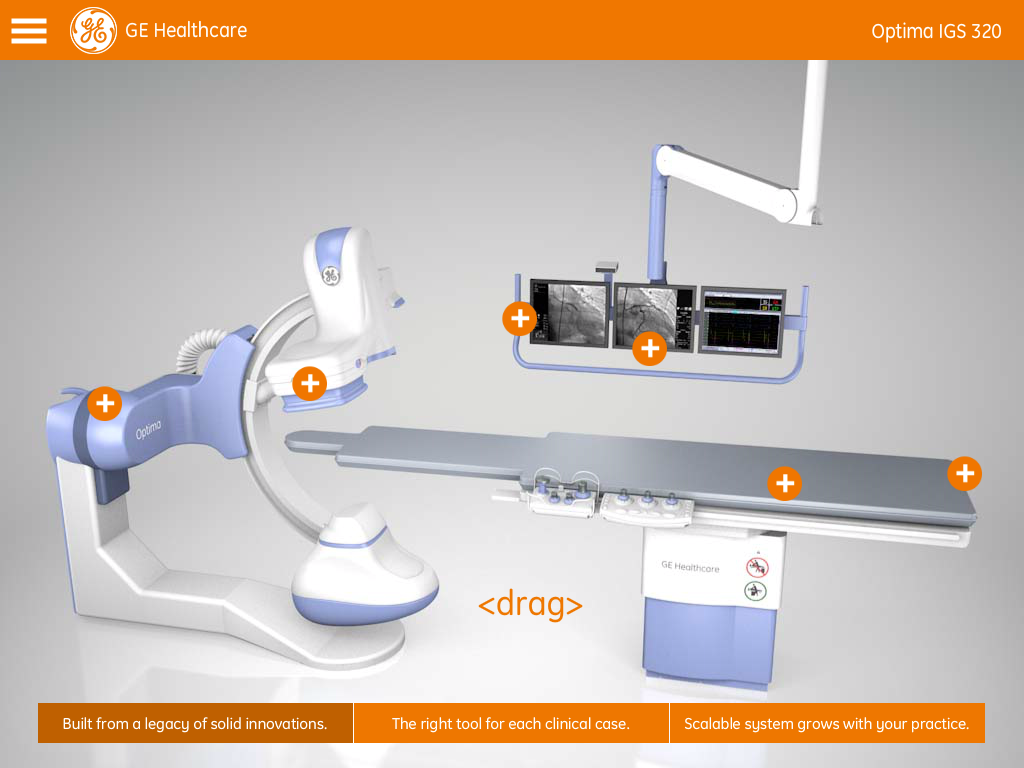 GE Healthcare
Optima IGS 320
Optima
GE Healthcare
<drag>
Built from a legacy of solid innovations.
The right tool for each clinical case.
Scalable system grows with your practice.